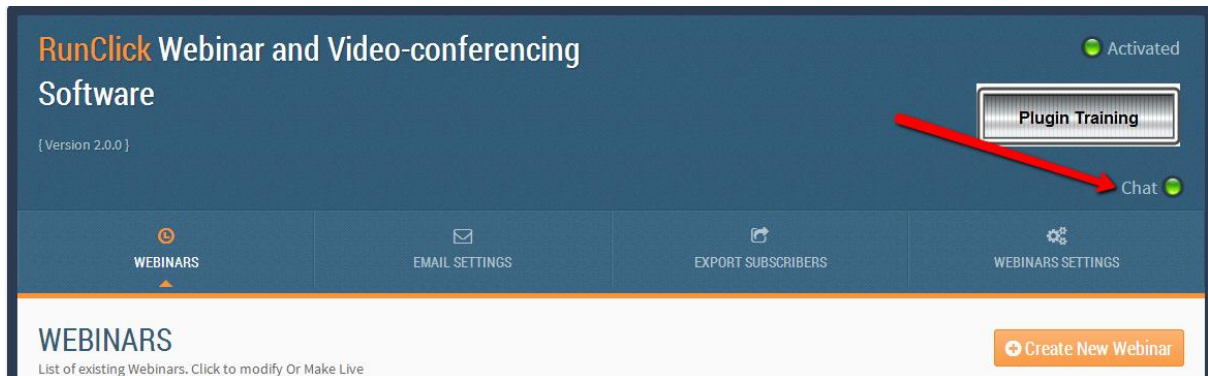 RunClick Webinar and Video-conferencing
Software
{ Version 2.0.0 }
Activated
Plugin Training
Chat
WEBINARS
EMAIL SETTINGS
EXPORT SUBSCRIBERS
WEBINARS SETTINGS
WEBINARS
List of existing Webinars. Click to modify Or Make Live
Create New Webinar